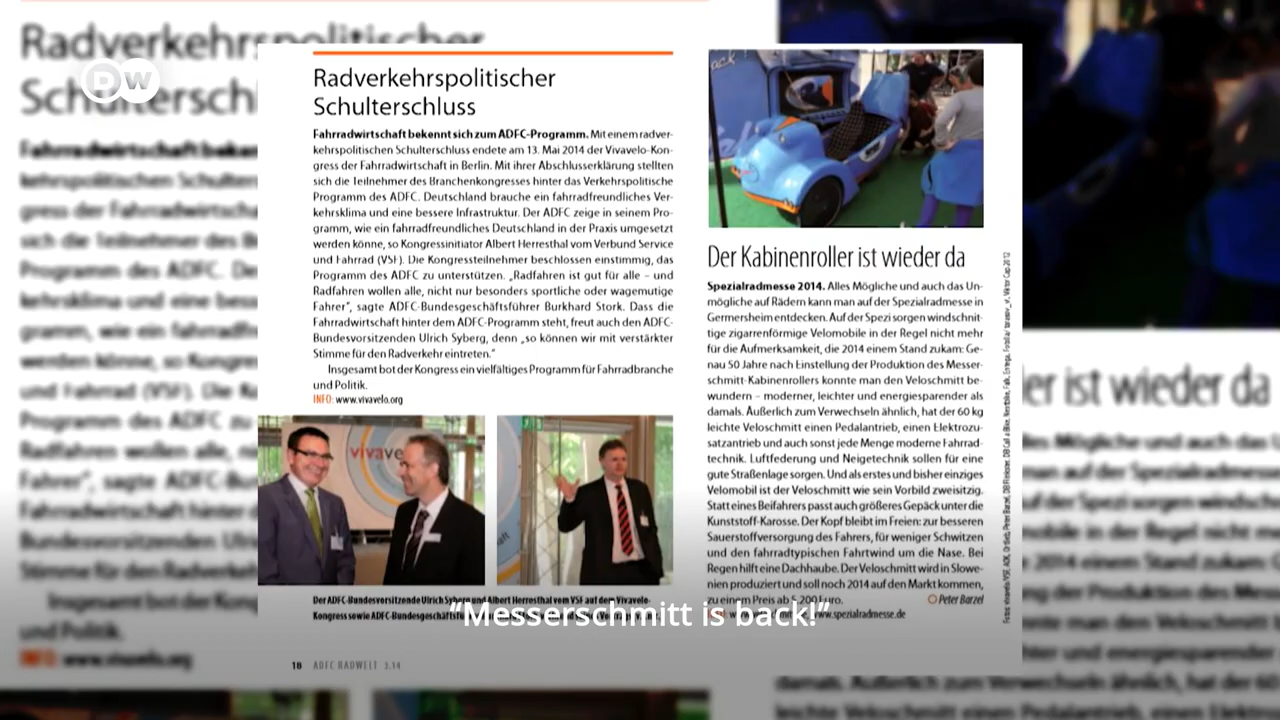 DW
Radverkehrspolitischer
Schulterschluss
Fahrradwirtschaft bekennt sich zum ADFC-Programm. Mit einem radver-
kehrspolitischen Schulterschluss endete am 13. Mai 2014 der Vivavelo-Kon-
gress der Fahrradwirtschaft in Berlin. Mit ihrer Abschlusserklärung stellten
sich die Teilnehmer des Branchenkongresses hinter das Verkehrspolitische
Programm des ADFC. Deutschland brauche ein fahrradfreundliches Ver-
kehrsklima und eine bessere Infrastruktur. Der ADFC zeige in seinem Pro-
gramm, wie ein fahrradfreundliches Deutschland in der Praxis umgesetzt
werden könne, so Kongressinitiator Albert Herresthal vom Verbund Service
und Fahrrad (VSF). Die Kongressteilnehmer beschlossen einstimmig, das
Programm des ADFC zu unterstützen. „Radfahren ist gut für alle – und
Radfahren wollen alle, nicht nur besonders sportliche oder wagemutige
Fahrer“, sagte ADFC-Bundesgeschäftsführer Burkhard Stork. Dass die
Fahrradwirtschaft hinter dem ADFC-Programm steht, freut auch den ADFC-
Bundesvorsitzenden Ulrich Syberg, denn „so können wir mit verstärkter
Stimme für den Radverkehr eintreten.“
Insgesamt bot der Kongress ein vielfältiges Programm für Fahrradbranche
und Politik.
INFO: www.vivavelo.org
Der ADFC-Bundesvorsitzende Ulrich Syberg und Albert Herresthal vom VSF auf dem Vivavelo-
Kongress sowie ADFC-Bundesgeschäftsf
18 ADFC RADWELT 3.14
Der Kabinenroller ist wieder da
Spezialradmesse 2014. Alles Mögliche und auch das Un-
mögliche auf Rädern kann man auf der Spezialradmesse in
Germersheim entdecken. Auf der Spezi sorgen windschnit-
tige zigarrenförmige Velomobile in der Regel nicht mehr
für die Aufmerksamkeit, die 2014 einem Stand zukam: Ge-
nau 50 Jahre nach Einstellung der Produktion des Messer-
schmitt-Kabinenrollers konnte man den Veloschmitt be-
wundern – moderner, leichter und energiesparender als
damals. Äußerlich zum Verwechseln ähnlich, hat der 60 kg
leichte Veloschmitt einen Pedalantrieb, einen Elektrozu-
satzantrieb und auch sonst jede Menge moderne Fahrrad-
technik. Luftfederung und Neigetechnik sollen für eine
gute Straßenlage sorgen. Und als erstes und bisher einziges
Velomobil ist der Veloschmitt wie sein Vorbild zweisitzig.
Statt eines Beifahrers passt auch größeres Gepäck unter die
Kunststoff-Karosse. Der Kopf bleibt im Freien: zur besseren
Sauerstoffversorgung des Fahrers, für weniger Schwitzen
und den fahrradtypischen Fahrtwind um die Nase. Bei
Regen hilft eine Dachhaube. Der Veloschmitt wird in Slowe-
nien produziert und soll noch 2014 auf den Markt kommen,
zu einem Preis ab 5.200 Euro. Peter Barzel
www.spezialradmesse.de
“Messerschmitt is back!”